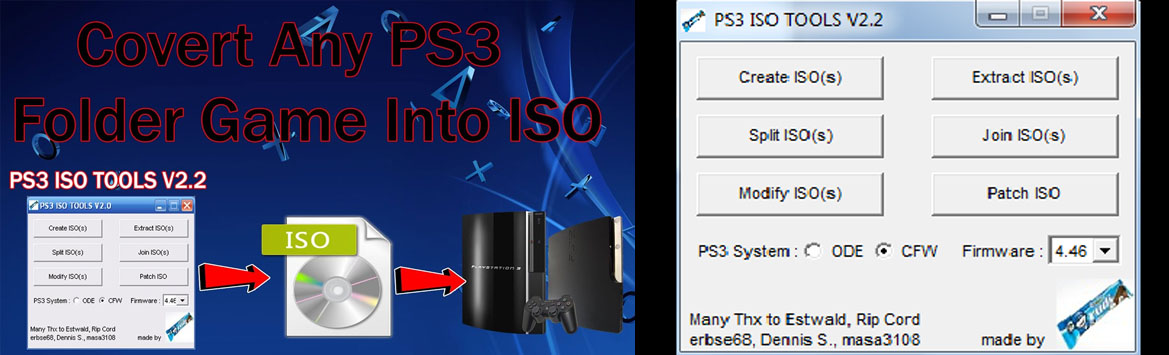 Covert Any PS3
Folder Game Into ISO
PS3 ISO TOOLS V2.2
PS3 ISO TOOLS V2.0
Create ISO(s)
Extract ISO(s)
Split ISO(s)
Join ISO(s)
Modify ISO(s)
Patch ISO
PS3 System : ODE CFW Firmware : 4.46
Many Thx to Estwald, Rip Cord
erbse68, Dennis S., masa3108 made by
ISO
PLAYSTATION 3
PS3 ISO TOOLS V2.2
Create ISO(s)
Extract ISO(s)
Split ISO(s)
Join ISO(s)
Modify ISO(s)
Patch ISO
PS3 System : ODE CFW Firmware : 4.46
Many Thx to Estwald, Rip Cord
erbse68, Dennis S., masa3108 made by